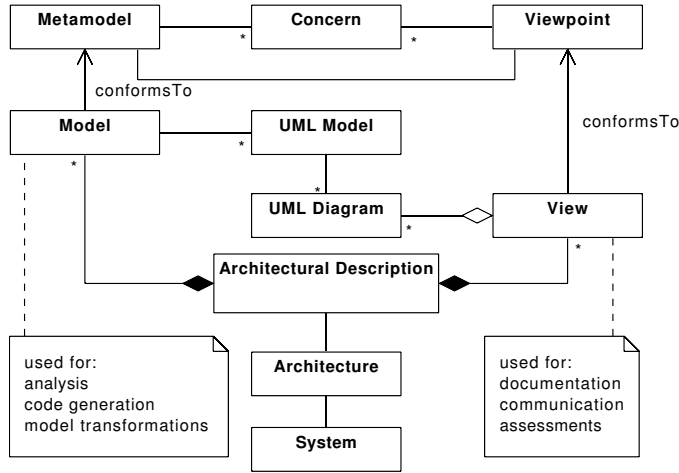 Metamodel
Concern
Viewpoint
*
*
*
conformsTo
conformsTo
Model
UML Model
*
*
*
UML Diagram
View
*
*
Architectural Description
used for:
analysis
code generation
model transformations
Architecture
System
used for:
documentation
communication
assessments